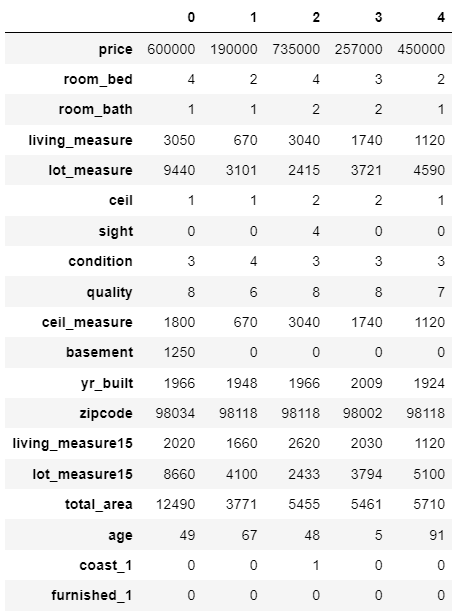 0 1 2 3 4
price 600000 190000 735000 257000 450000
room_bed 4 2 4 3 2
room_bath 1 1 2 2 1
living_measure 3050 670 3040 1740 1120
lot_measure 9440 3101 2415 3721 4590
ceil 1 1 2 2 1
sight 0 0 4 0 0
condition 3 4 3 3 3
quality 8 6 8 8 7
ceil_measure 1800 670 3040 1740 1120
basement 1250 0 0 0 0
yr_built 1966 1948 1966 2009 1924
zipcode 98034 98118 98118 98002 98118
living_measure15 2020 1660 2620 2030 1120
lot_measure15 8660 4100 2433 3794 5100
total_area 12490 3771 5455 5461 5710
age 49 67 48 5 91
coast_1 0 0 1 0 0
furnished_1 0 0 0 0 0